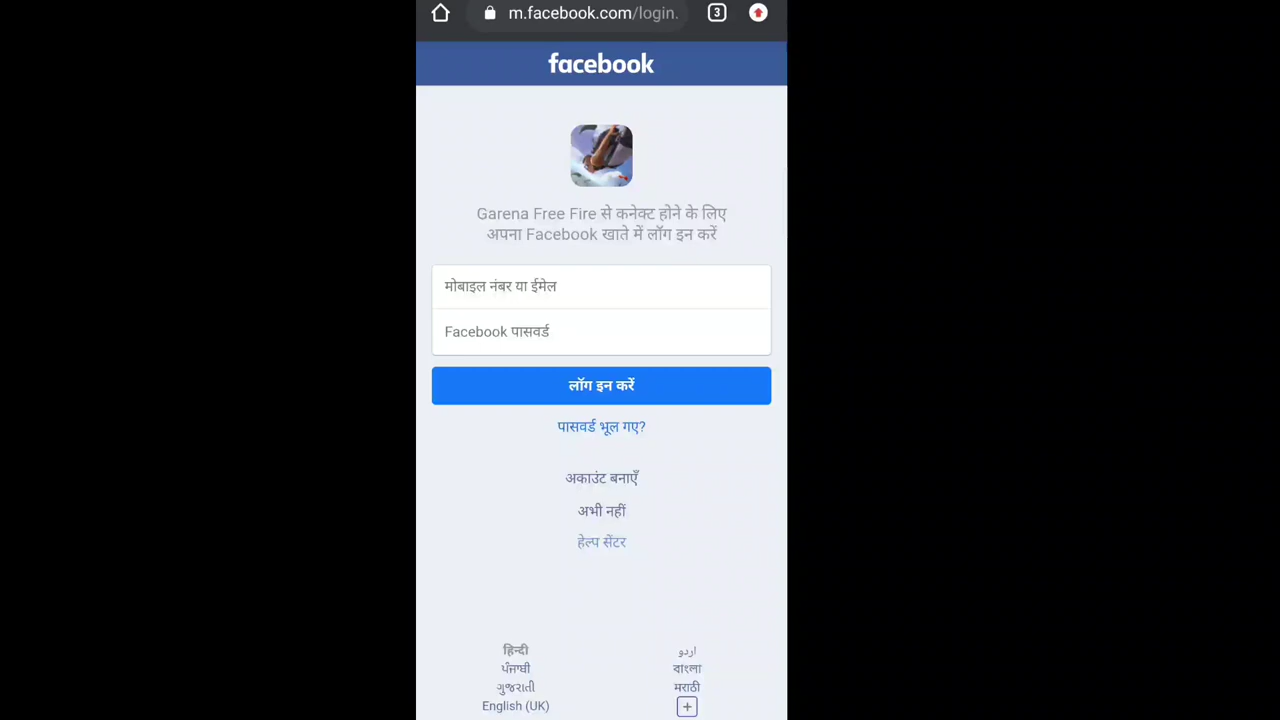 m.facebook.com/login.
3
facebook
Garena Free Fire से कनेक्ट होने के लिए
अपना Facebook खाते में लॉग इन करें
मोबाइल नंबर या ईमेल
Facebook पासवर्ड
लॉग इन करें
पासवर्ड भूल गए?
अकाउंट बनाएँ
अभी नहीं
हेल्प सेंटर
हिन्दी
اردو
ਪੰਜਾਬੀ
বাংলা
ગુજરાતી
मराठी
English (UK)
+